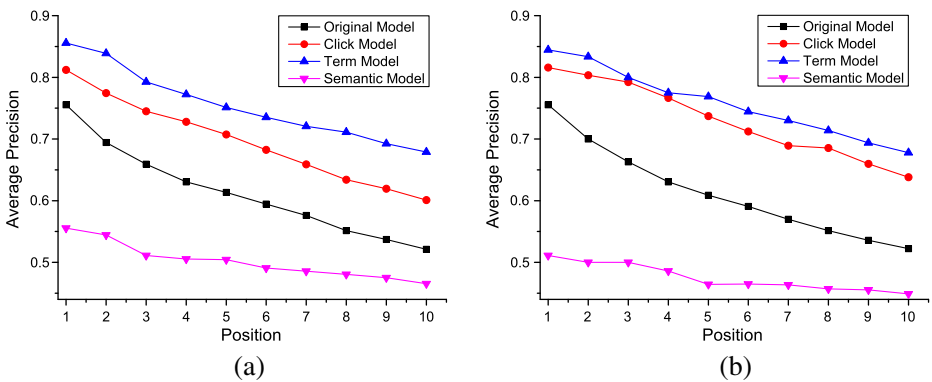 0.9
0.8
0.7
0.6
0.5
Average Precision
1 2 3 4 5 6 7 8 9 10
Position
Original Model
Click Model
Term Model
Semantic Model
(a)
0.9
0.8
0.7
0.6
0.5
Average Precision
1 2 3 4 5 6 7 8 9 10
Position
Original Model
Click Model
Term Model
Semantic Model
(b)